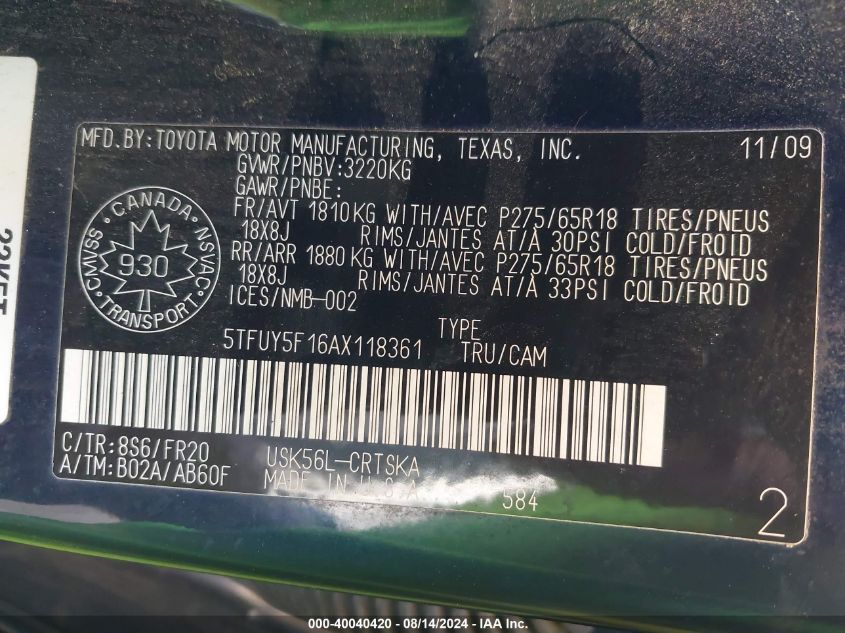 MFD.BY:TOYOTA MOTOR MANUFACTURING, TEXAS, INC. 11/09
GVWR/PNBV:3220KG
GAWR/PNBE:
FR/AVT 1810KG WITH/AVEC P275/65R18 TIRES/PNEUS
18X8J RIMS/JANTES AT/À 30PSI COLD/FROID
RR/ARR 1880KG WITH/AVEC P275/65R18 TIRES/PNEUS
18X8J RIMS/JANTES AT/À 33PSI COLD/FROID
ICES/NMB-002
CANADA
CMVSS NSVAC
930
TRANSPORT
TYPE
5TFUY5F16AX118361 TRU/CAM
C/TR:8S6/FR20 USK56L-CRTSKA
A/TM:B02A/AB60F MADE IN U.S.A. 584
2
000-40040420 - 08/14/2024 - IAA Inc.